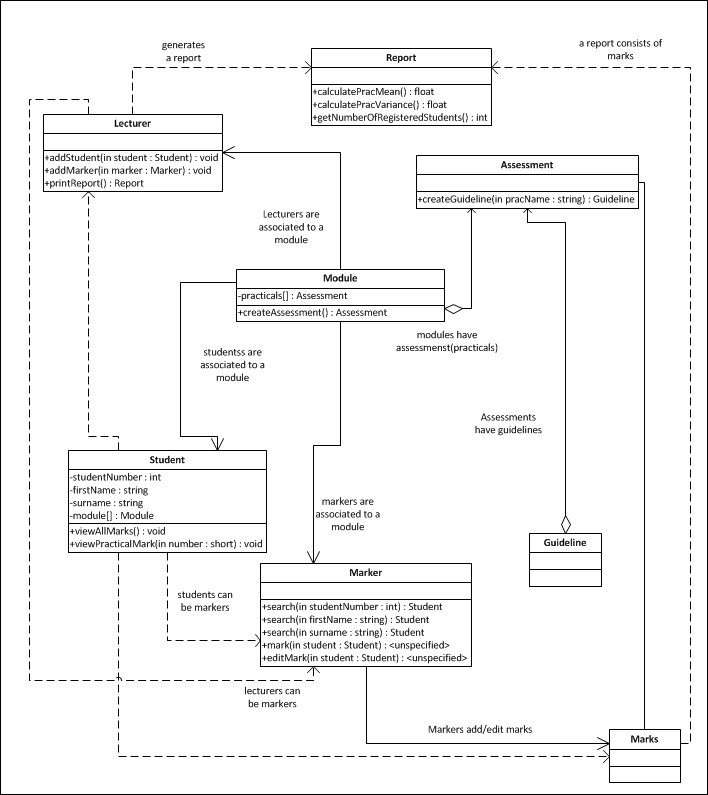 generates
a report
Report
+calculatePracMean() : float
+calculatePracVariance() : float
+getNumberOfRegisteredStudents() : int
a report consists of
marks
Lecturer
+addStudent(in student : Student) : void
+addMarker(in marker : Marker) : void
+printReport() : Report
Assessment
+createGuideline(in pracName : string) : Guideline
Lecturers are
associated to a
module
Module
-practicals[] : Assessment
+createAssessment() : Assessment
modules have
assessmenst(practicals)
studentss are
associated to a
module
Assessments
have guidelines
Student
-studentNumber : int
-firstName : string
-surname : string
-module[] : Module
+viewAllMarks() : void
+viewPracticalMark(in number : short) : void
markers are
associated to a
module
Guideline
students can
be markers
Marker
+search(in studentNumber : int) : Student
+search(in firstName : string) : Student
+search(in surname : string) : Student
+mark(in student : Student) : <unspecified>
+editMark(in student : Student) : <unspecified>
lecturers can
be markers
Markers add/edit marks
Marks